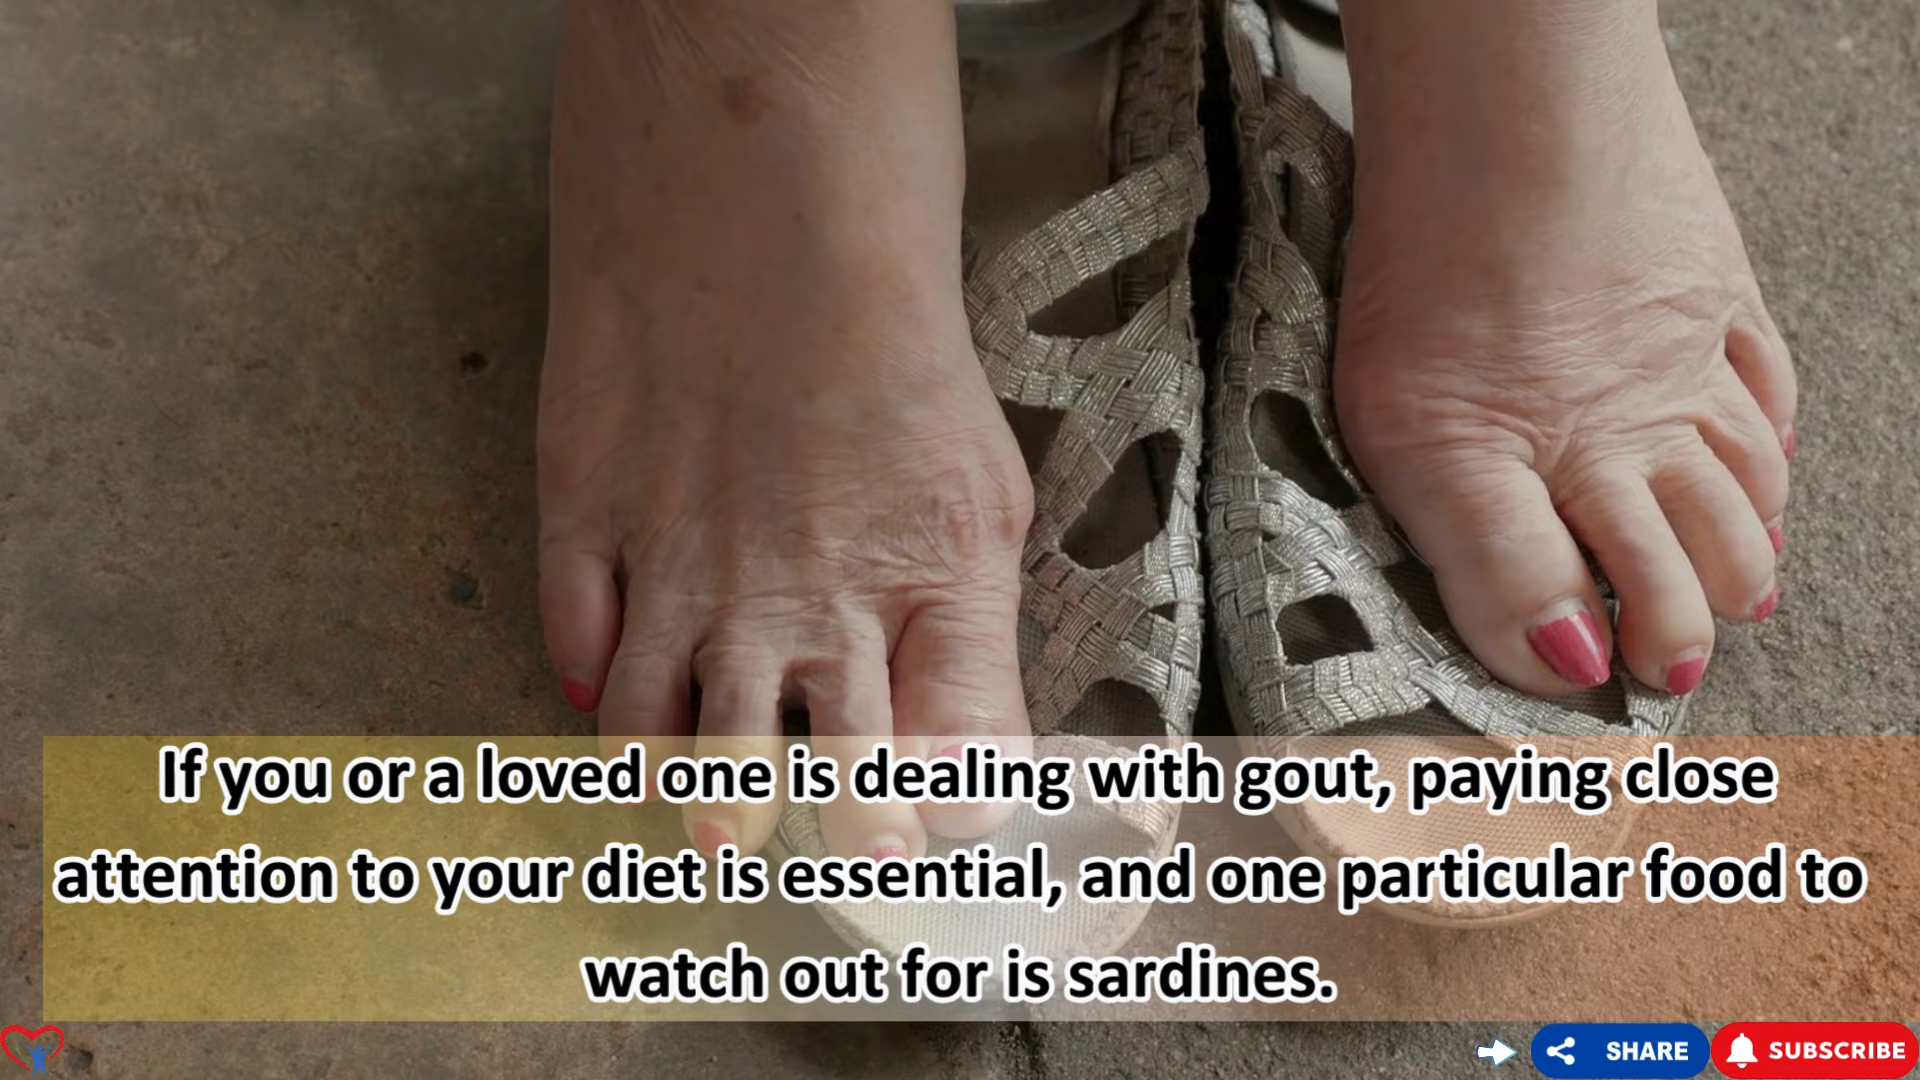 If you or a loved one is dealing with gout, paying close
attention to your diet is essential, and one particular food to
watch out for is sardines.
SHARE
SUBSCRIBE